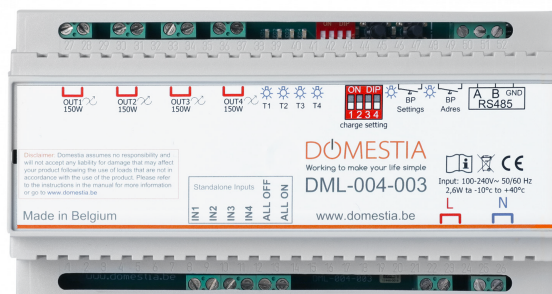 ON DIP
OUT1 150W
OUT2 150W
OUT3 150W
OUT4 150W
T1 T2 T3 T4
ON DIP
1 2 3 4
charge setting
BP Settings
BP Adres
A B GND
RS485
Disclaimer: Domestia assumes no responsibility and
will not accept any liability for damage that may affect
your product following the use of loads that are not in
accordance with the use of the product. Please refer
to the instructions in the manual for more information
or go to www.domestia.be
Made in Belgium
Standalone Inputs
IN1
IN2
IN3
IN4
ALL OFF
ALL ON
DOMESTIA
Working to make your life simple
DML-004-003
www.domestia.be
CE
Input: 100-240V~ 50/60 Hz
2,6W ta -10°c to +40°c
L N
www.domestia.be